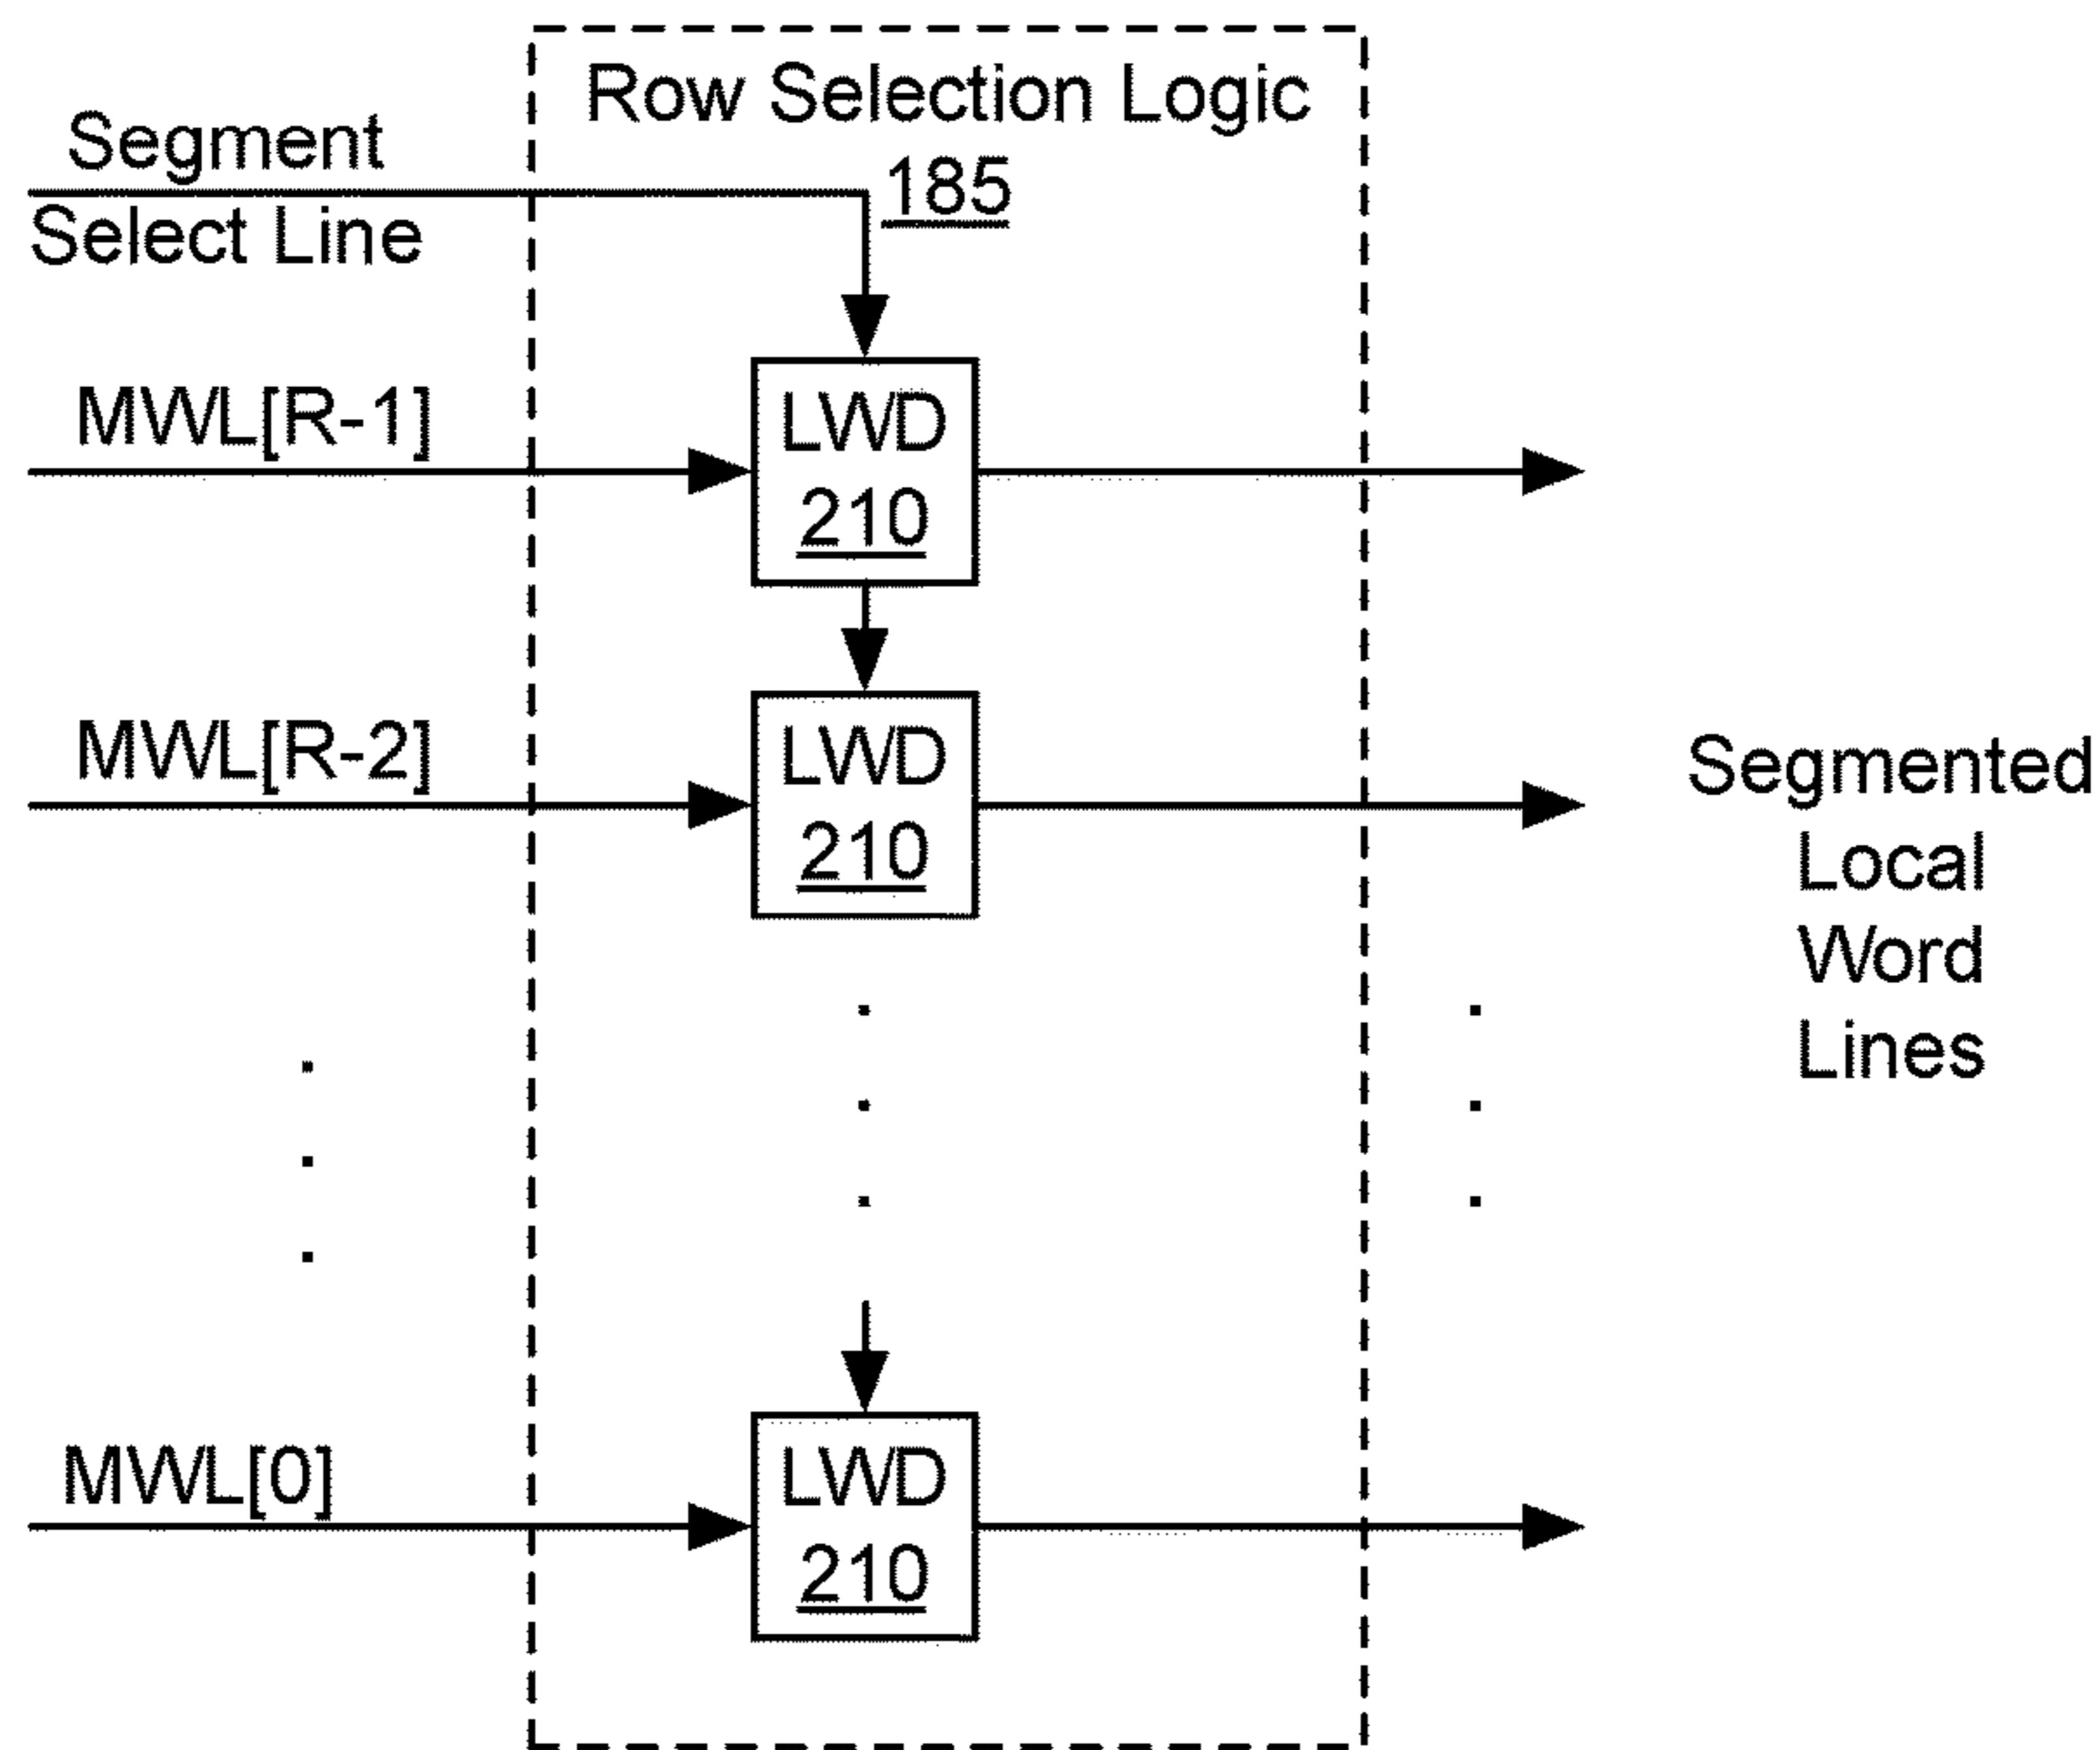 Row Selection Logic
185
Segment
Select Line
MWL[R-1]
LWD
210
MWL[R-2]
LWD
210
Segmented
Local
Word
Lines
MWL[0]
LWD
210